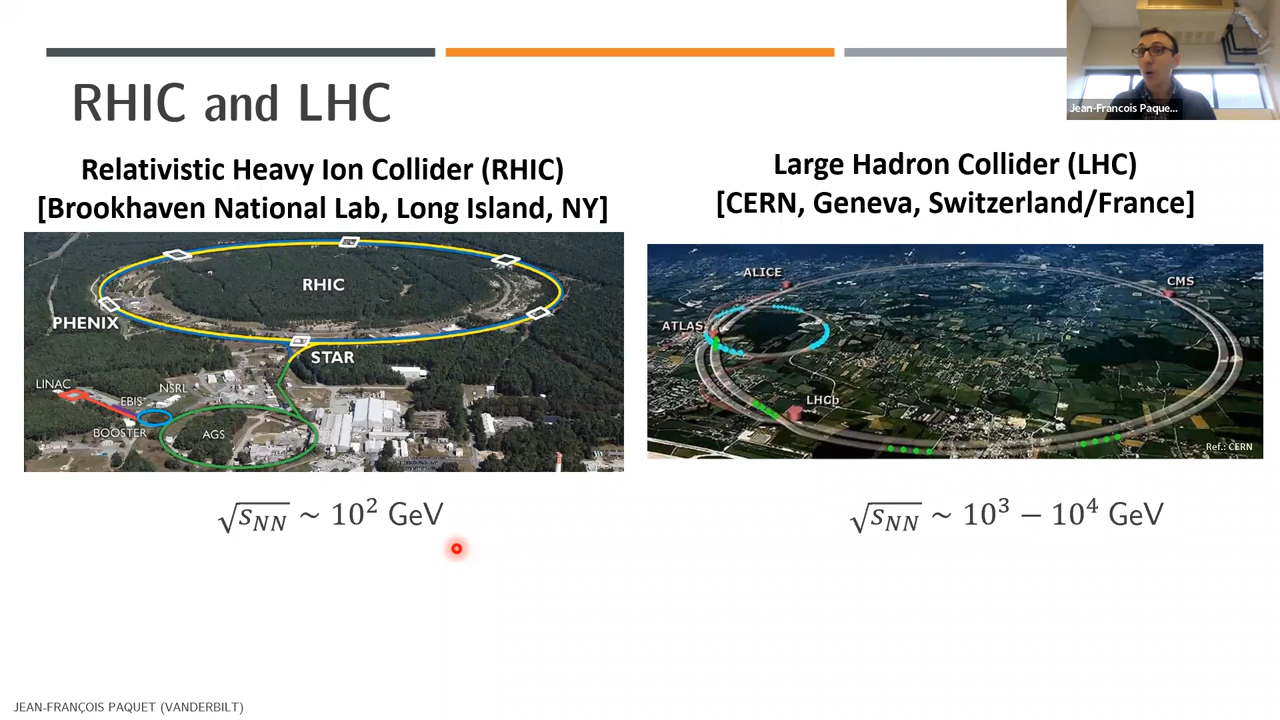 RHIC and LHC
Jean-Francois Paque...
Relativistic Heavy Ion Collider (RHIC)
[Brookhaven National Lab, Long Island, NY]
Large Hadron Collider (LHC)
[CERN, Geneva, Switzerland/France]
RHIC
PHENIX
STAR
LINAC
NSRL
EBIS
BOOSTER
AGS
ALICE
CMS
ATLAS
LHCb
Ref.: CERN
√s_NN ~ 10² GeV
√s_NN ~ 10³ − 10⁴ GeV
JEAN-FRANÇOIS PAQUET (VANDERBILT)